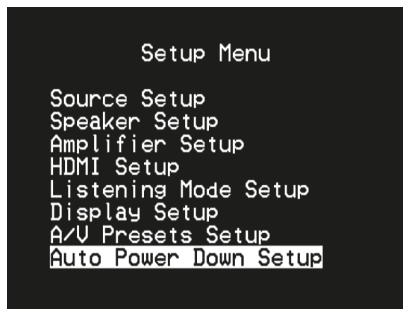 Setup Menu
Source Setup
Speaker Setup
Amplifier Setup
HDMI Setup
Listening Mode Setup
Display Setup
A/V Presets Setup
Auto Power Down Setup